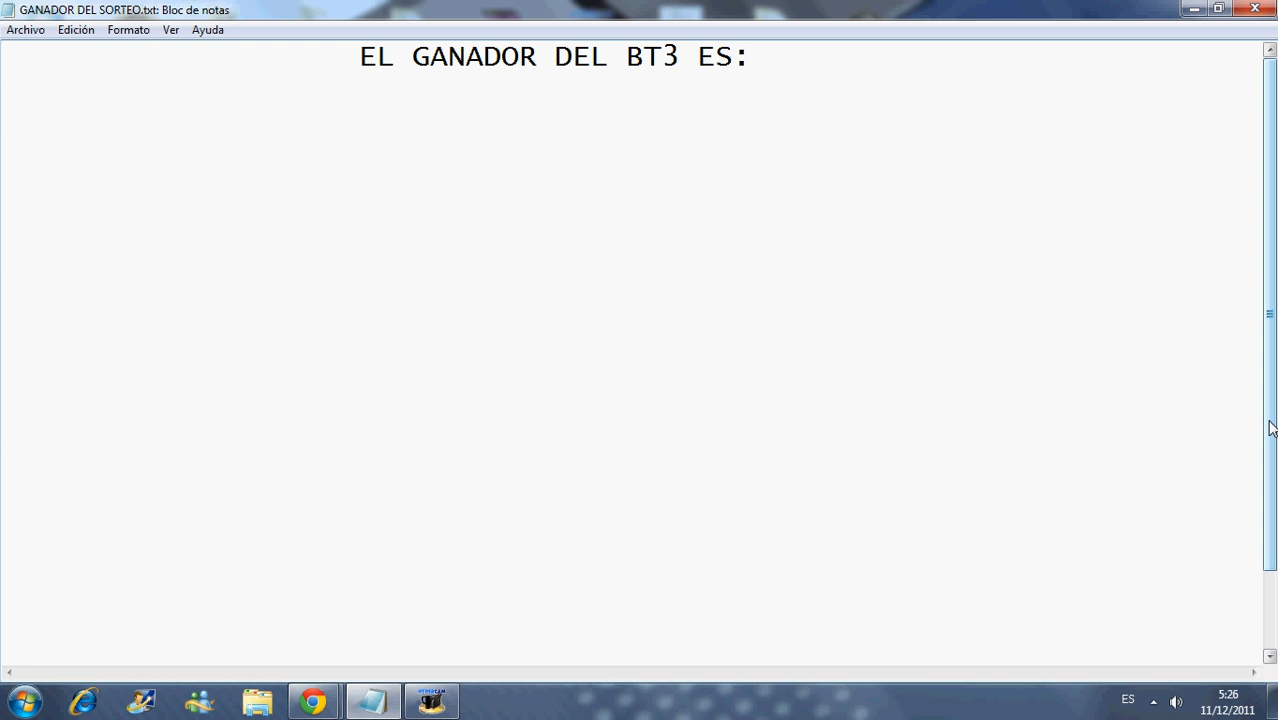 GANADOR DEL SORTEO.txt: Bloc de notas
Archivo Edición Formato Ver Ayuda
EL GANADOR DEL BT3 ES:
HYPERCAM
ES
5:26
11/12/2011